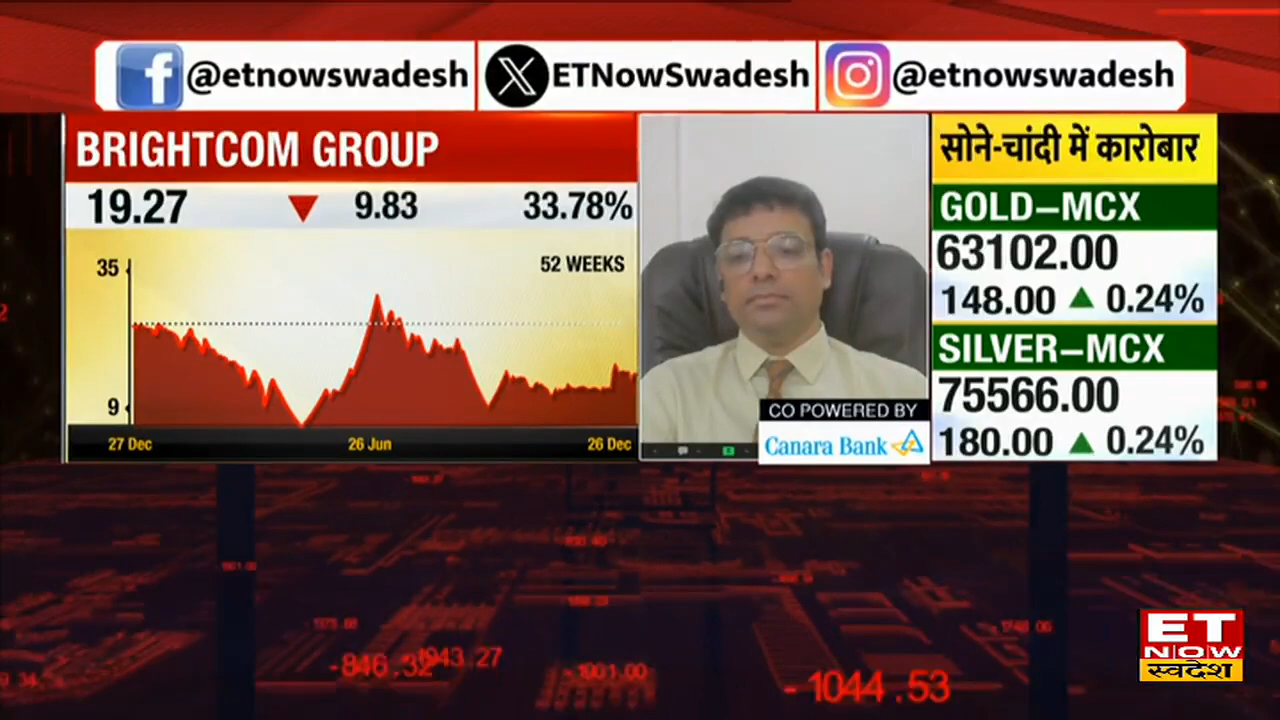 @etnowswadesh
ETNowSwadesh
@etnowswadesh
BRIGHTCOM GROUP
19.27 ▼ 9.83 33.78%
52 WEEKS
35
9
27 Dec 26 Jun 26 Dec
CO POWERED BY
Canara Bank
सोने-चांदी में कारोबार
GOLD–MCX
63102.00
148.00 ▲ 0.24%
SILVER–MCX
75566.00
180.00 ▲ 0.24%
-846.32
1943.27
-1001.00
-1044.53
ET
NOW
स्वदेश